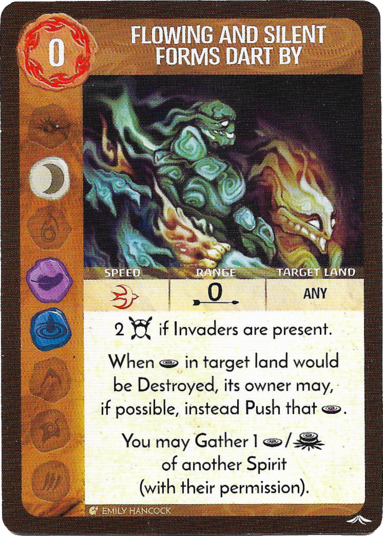 0
FLOWING AND SILENT
FORMS DART BY
SPEED
RANGE
TARGET LAND
0
ANY
2 if Invaders are present.
When in target land would
be Destroyed, its owner may,
if possible, instead Push that .
You may Gather 1 /
of another Spirit
(with their permission).
EMILY HANCOCK